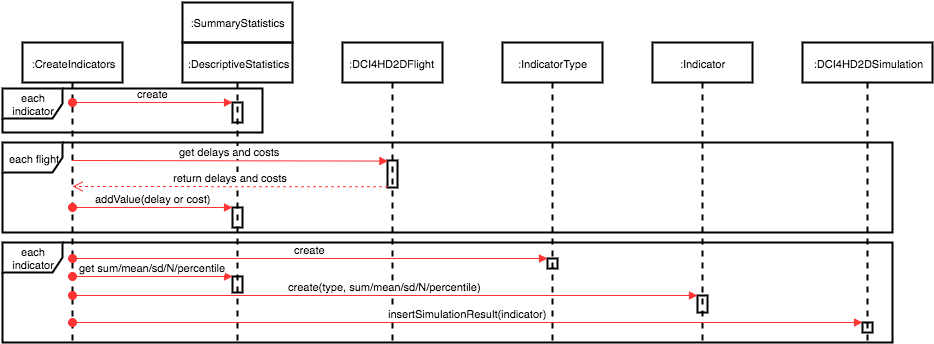 :SummaryStatistics
:CreateIndicators
:DescriptiveStatistics
:DCI4HD2DFlight
:IndicatorType
:Indicator
:DCI4HD2DSimulation
each
indicator
create
each flight
get delays and costs
return delays and costs
addValue(delay or cost)
each
indicator
create
get sum/mean/sd/N/percentile
create(type, sum/mean/sd/N/percentile)
insertSimulationResult(indicator)